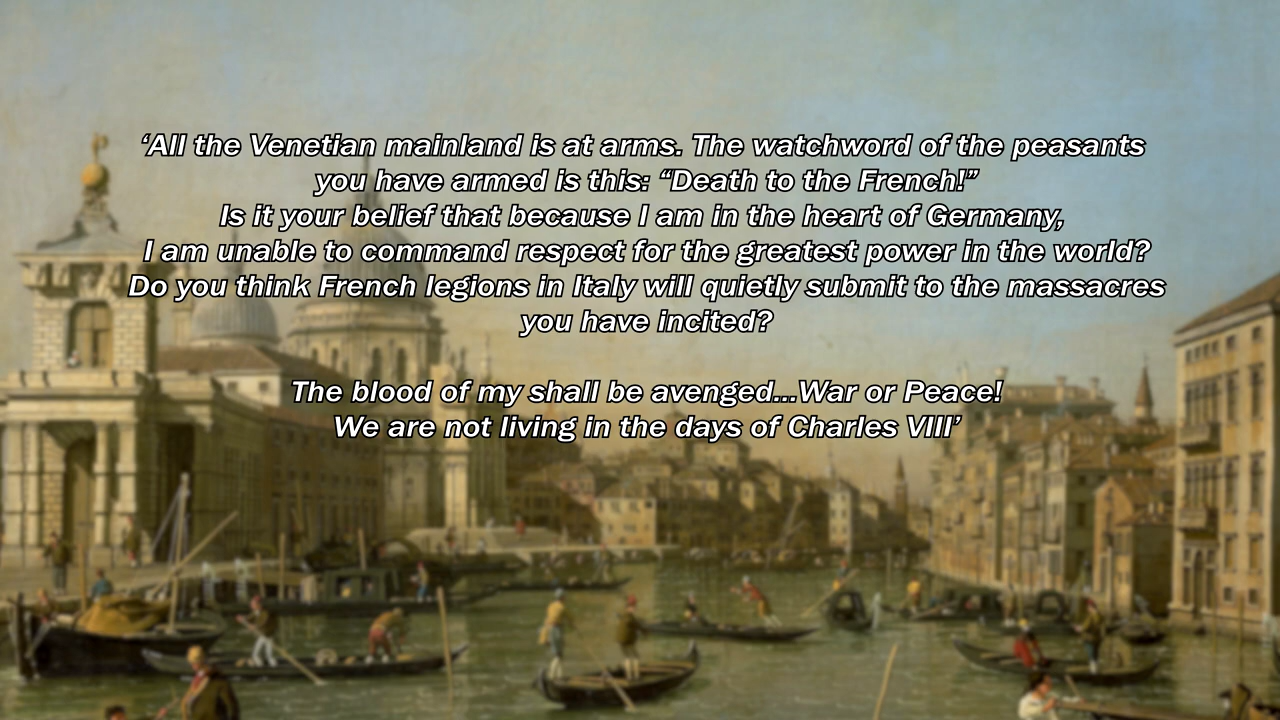 ‘All the Venetian mainland is at arms. The watchword of the peasants
you have armed is this: “Death to the French!”
Is it your belief that because I am in the heart of Germany,
I am unable to command respect for the greatest power in the world?
Do you think French legions in Italy will quietly submit to the massacres
you have incited?
The blood of my shall be avenged...War or Peace!
We are not living in the days of Charles VIII’